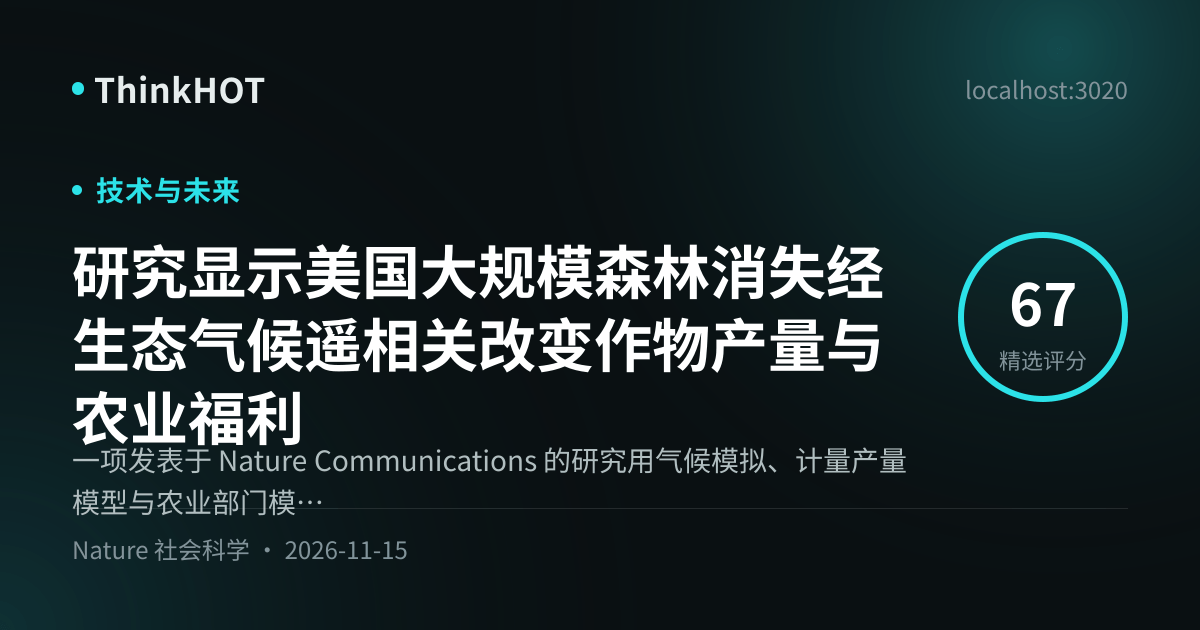 ThinkHOT
localhost:3020
技术与未来
研究显示美国大规模森林消失经
生态气候遥相关改变作物产量与
农业福利
67
精选评分
一项发表于 Nature Communications 的研究用气候模拟、计量产量
模型与农业部门模…
Nature 社会科学 · 2026-11-15